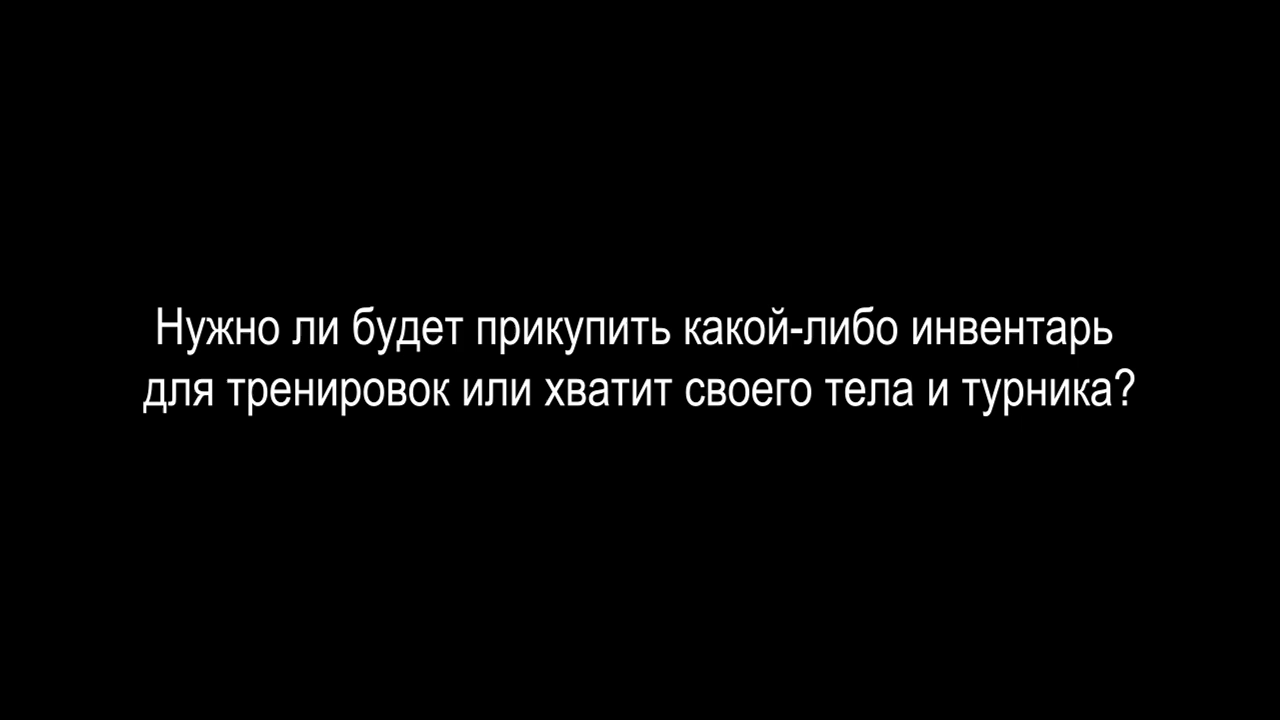 Нужно ли будет прикупить какой-либо инвентарь
для тренировок или хватит своего тела и турника?